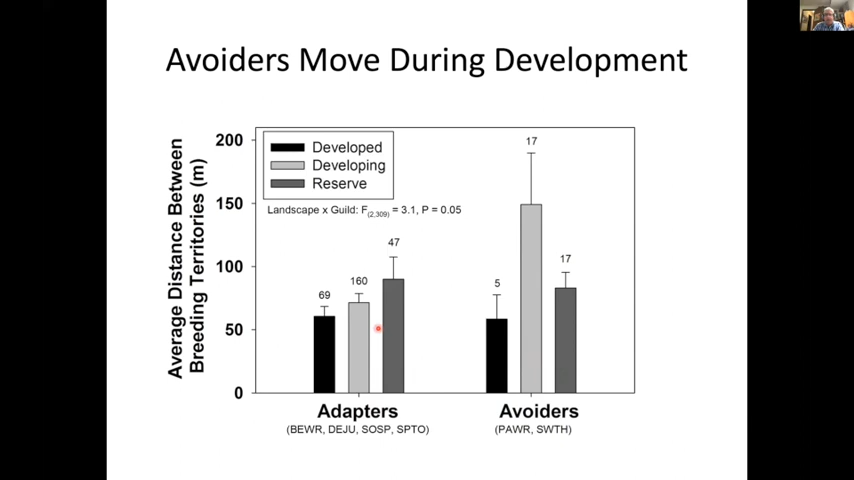 Avoiders Move During Development
Average Distance Between
Breeding Territories (m)
200
150
100
50
0
Developed
Developing
Reserve
Landscape x Guild: F(2,309) = 3.1, P = 0.05
69
160
47
5
17
17
Adapters
Avoiders
(BEWR, DEJU, SOSP, SPTO)
(PAWR, SWTH)